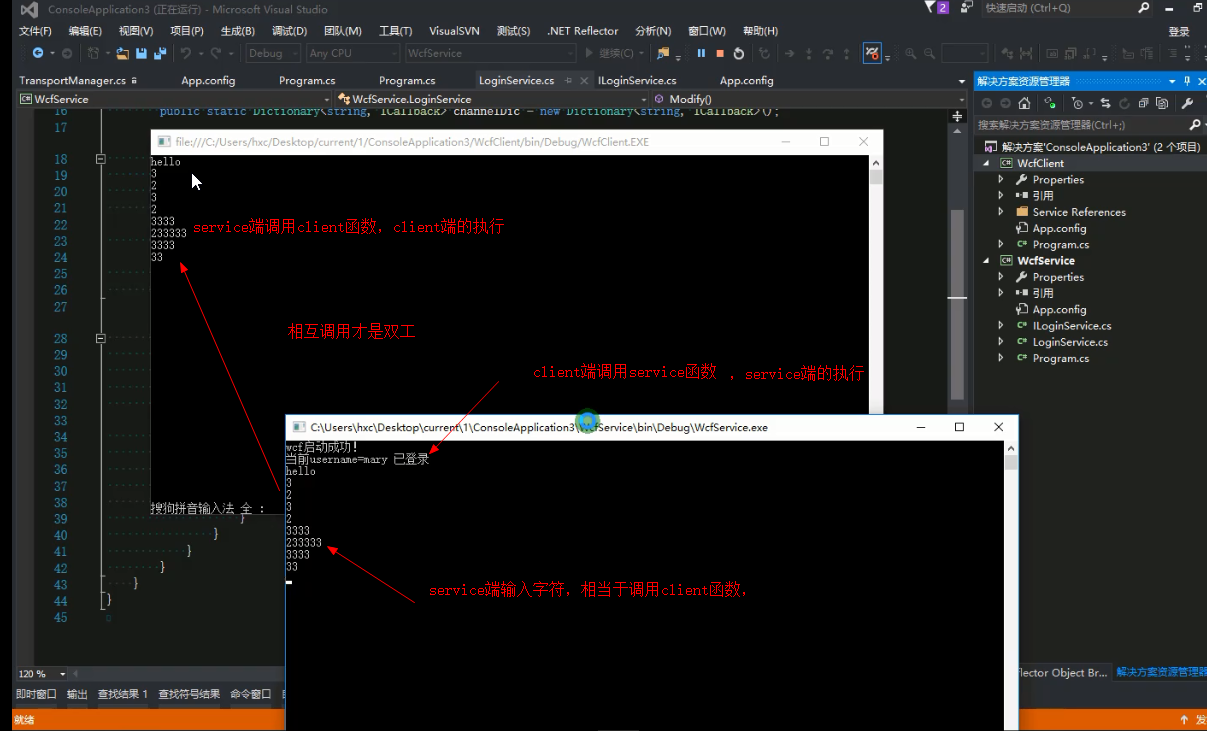 ConsoleApplication3 (正在运行) - Microsoft Visual Studio
2
快速启动 (Ctrl+Q)
文件(F) 编辑(E) 视图(V) 项目(P) 生成(B) 调试(D) 团队(M) 工具(T) VisualSVN 测试(S) .NET Reflector 分析(N) 窗口(W) 帮助(H) 登录
Debug Any CPU WcfService 继续(C)
TransportManager.cs App.config Program.cs Program.cs LoginService.cs ILoginService.cs App.config
WcfService WcfService.LoginService Modify()
16 public static Dictionary<string, ICallback> channelDic = new Dictionary<string, ICallback>();
17
18
19
20
21
22
23
24
25
26
27
28
29
30
31
32
33
34
35
36
37
38
39 }
40 }
41 }
42 }
43 }
44 }
45
file:///C:/Users/hxc/Desktop/current/1/ConsoleApplication3/WcfClient/bin/Debug/WcfClient.EXE
hello
3
2
3
2
3333
233333
3333
33
service端调用client函数，client端的执行
相互调用才是双工
client端调用service函数 ，service端的执行
搜狗拼音输入法 全 :
C:\Users\hxc\Desktop\current\1\ConsoleApplication3\WcfService\bin\Debug\WcfService.exe
wcf启动成功!
当前username=mary 已登录
hello
3
2
3
2
3333
233333
3333
33
service端输入字符，相当于调用client函数，
解决方案资源管理器
搜索解决方案资源管理器(Ctrl+;)
解决方案'ConsoleApplication3' (2 个项目)
WcfClient
Properties
引用
Service References
App.config
Program.cs
WcfService
Properties
引用
App.config
ILoginService.cs
LoginService.cs
Program.cs
flector Object Br... 解决方案资源管理器
120 %
即时窗口 输出 查找结果 1 查找符号结果 命令窗口
就绪